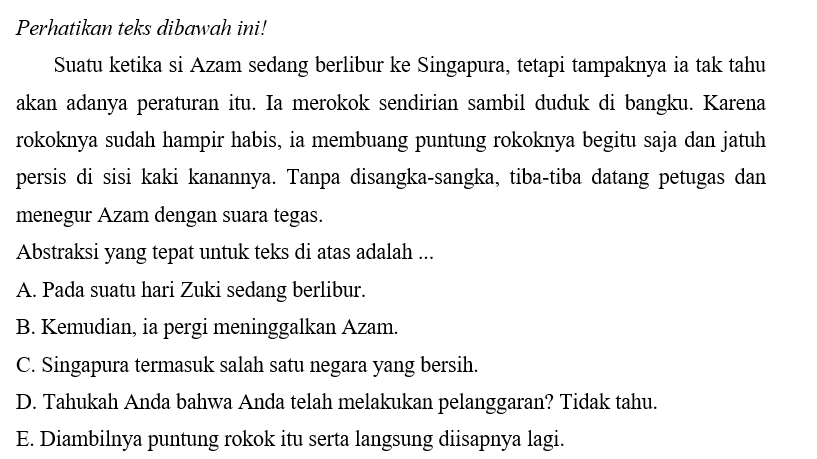 Perhatikan teks dibawah ini!
Suatu ketika si Azam sedang berlibur ke Singapura, tetapi tampaknya ia tak tahu
akan adanya peraturan itu. Ia merokok sendirian sambil duduk di bangku. Karena
rokoknya sudah hampir habis, ia membuang puntung rokoknya begitu saja dan jatuh
persis di sisi kaki kanannya. Tanpa disangka-sangka, tiba-tiba datang petugas dan
menegur Azam dengan suara tegas.
Abstraksi yang tepat untuk teks di atas adalah ...
A. Pada suatu hari Zuki sedang berlibur.
B. Kemudian, ia pergi meninggalkan Azam.
C. Singapura termasuk salah satu negara yang bersih.
D. Tahukah Anda bahwa Anda telah melakukan pelanggaran? Tidak tahu.
E. Diambilnya puntung rokok itu serta langsung diisapnya lagi.